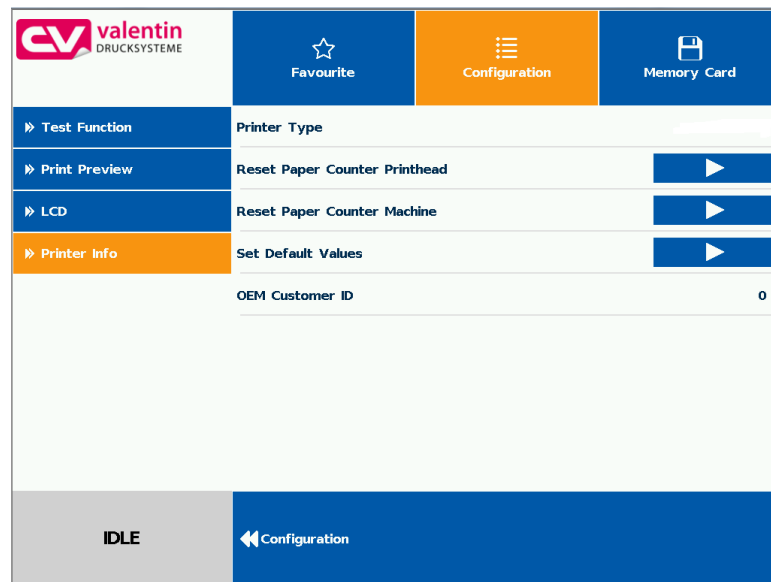 valentin
DRUCKSYSTEME
Favourite
Configuration
Memory Card
Test Function
Print Preview
LCD
Printer Info
Printer Type
Reset Paper Counter Printhead
Reset Paper Counter Machine
Set Default Values
OEM Customer ID 0
IDLE
Configuration